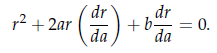 r² + 2ar (dr/da) + b dr/da = 0.